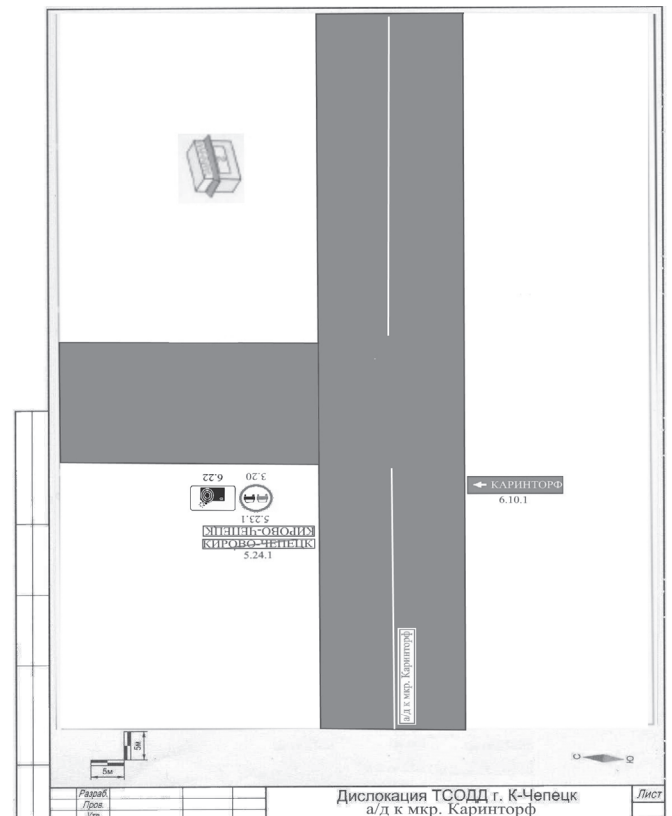 6.22
3.20
5.23.1
КИРОВО-ЧЕПЕЦК
КИРОВО-ЧЕПЕЦК
5.24.1
КАРИНТОРФ
6.10.1
а/д к мкр. Каринторф
5м
5м
С
Ю
Разраб.
Пров.
Дислокация ТСОДД г. К-Чепецк
а/д к мкр. Каринторф
Лист